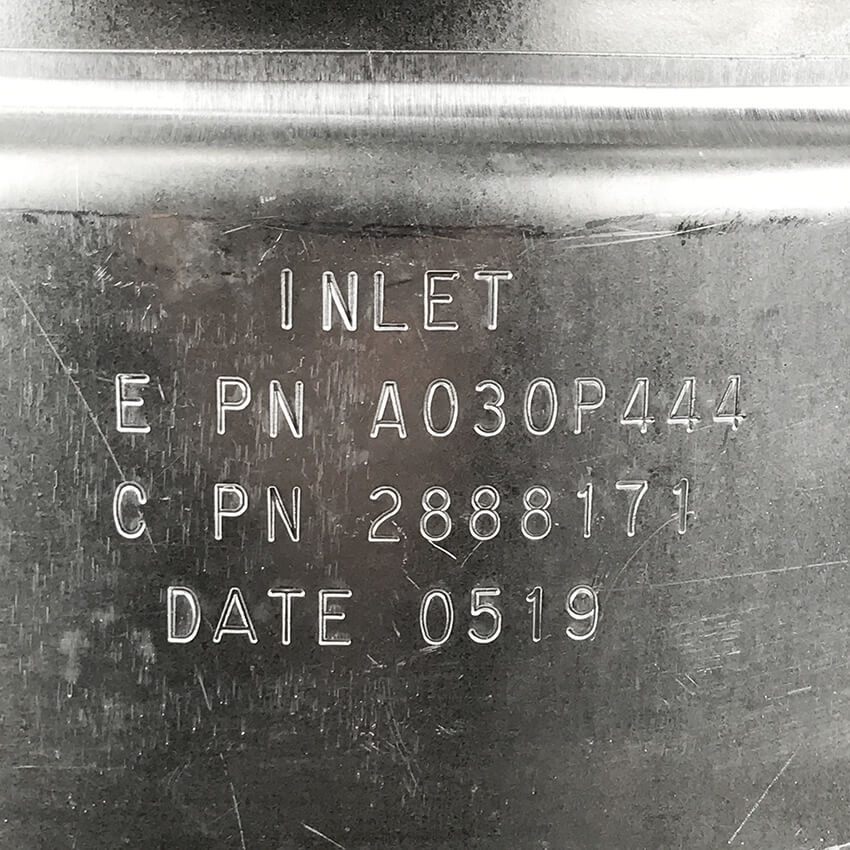 INLET
E PN A030P444
C PN 2888171
DATE 0519